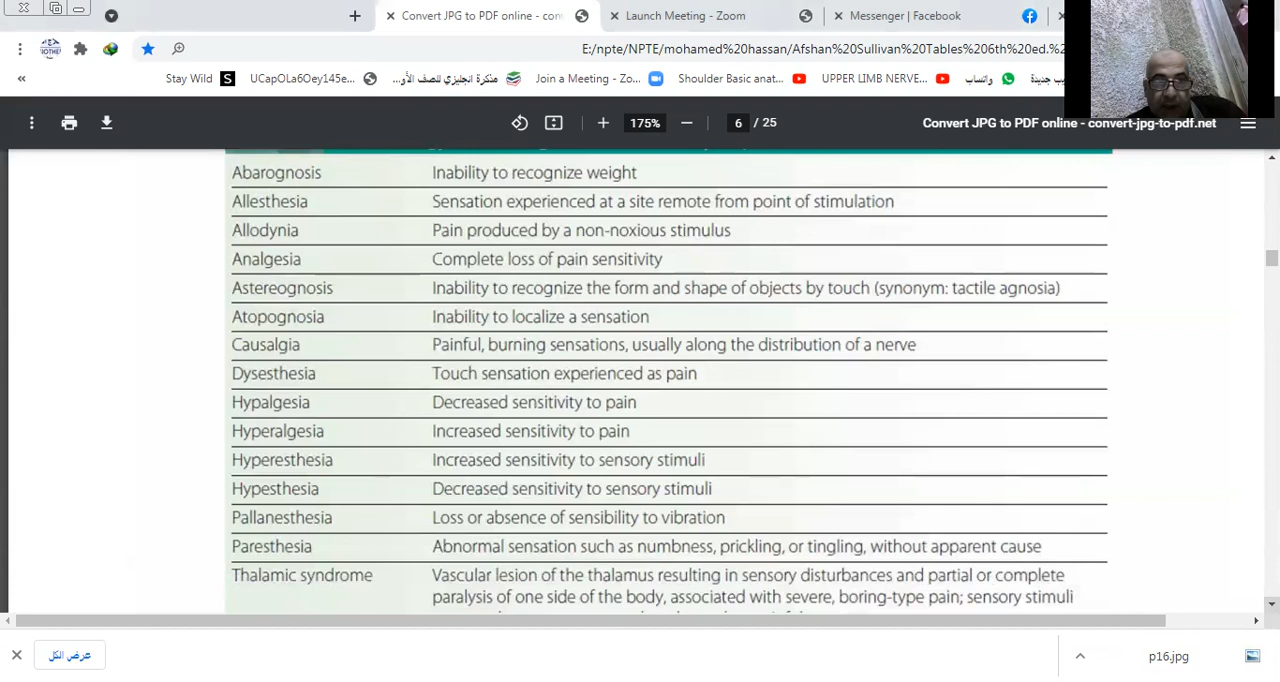 Convert JPG to PDF online - con
Launch Meeting - Zoom
Messenger | Facebook
E:/npte/NPTE/mohamed%20hassan/Afshan%20Sullivan%20Tables%206th%20ed.
«
Stay Wild
S
UCapOLa6Oey145e...
مذكرة انجليزي للصف الأو...
Join a Meeting - Zo...
Shoulder Basic anat...
UPPER LIMB NERVE...
واتساب
يب جديدة
175%
6 / 25
Convert JPG to PDF online - convert-jpg-to-pdf.net
Abarognosis Inability to recognize weight
Allesthesia Sensation experienced at a site remote from point of stimulation
Allodynia Pain produced by a non-noxious stimulus
Analgesia Complete loss of pain sensitivity
Astereognosis Inability to recognize the form and shape of objects by touch (synonym: tactile agnosia)
Atopognosia Inability to localize a sensation
Causalgia Painful, burning sensations, usually along the distribution of a nerve
Dysesthesia Touch sensation experienced as pain
Hypalgesia Decreased sensitivity to pain
Hyperalgesia Increased sensitivity to pain
Hyperesthesia Increased sensitivity to sensory stimuli
Hypesthesia Decreased sensitivity to sensory stimuli
Pallanesthesia Loss or absence of sensibility to vibration
Paresthesia Abnormal sensation such as numbness, prickling, or tingling, without apparent cause
Thalamic syndrome Vascular lesion of the thalamus resulting in sensory disturbances and partial or complete
paralysis of one side of the body, associated with severe, boring-type pain; sensory stimuli
عرض الكل
p16.jpg